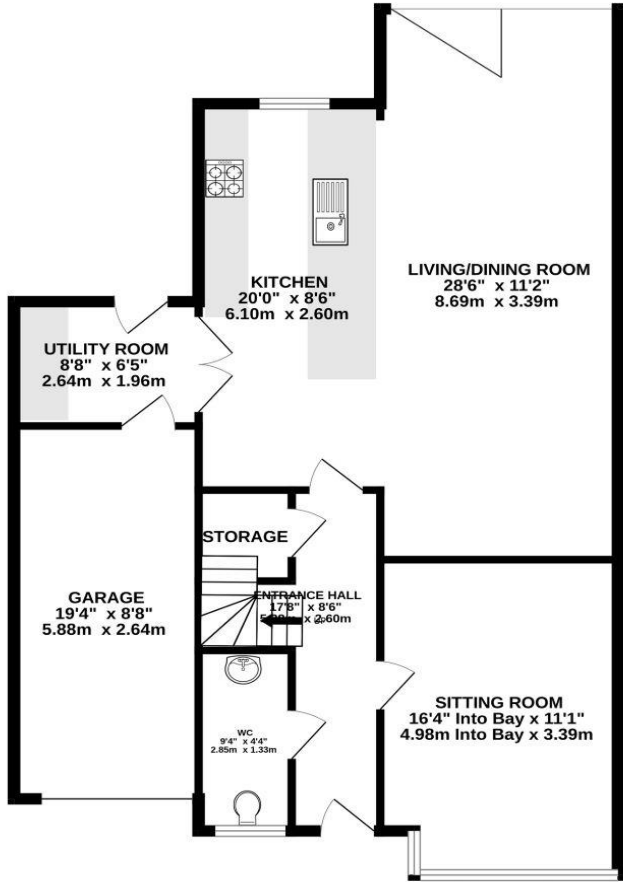 KITCHEN
20'0" x 8'6"
6.10m x 2.60m
LIVING/DINING ROOM
28'6" x 11'2"
8.69m x 3.39m
UTILITY ROOM
8'8" x 6'5"
2.64m x 1.96m
STORAGE
GARAGE
19'4" x 8'8"
5.88m x 2.64m
ENTRANCE HALL
17'8" x 8'6"
x 2.60m
SITTING ROOM
16'4" Into Bay x 11'1"
4.98m Into Bay x 3.39m
WC
9'4" x 4'4"
2.85m x 1.33m